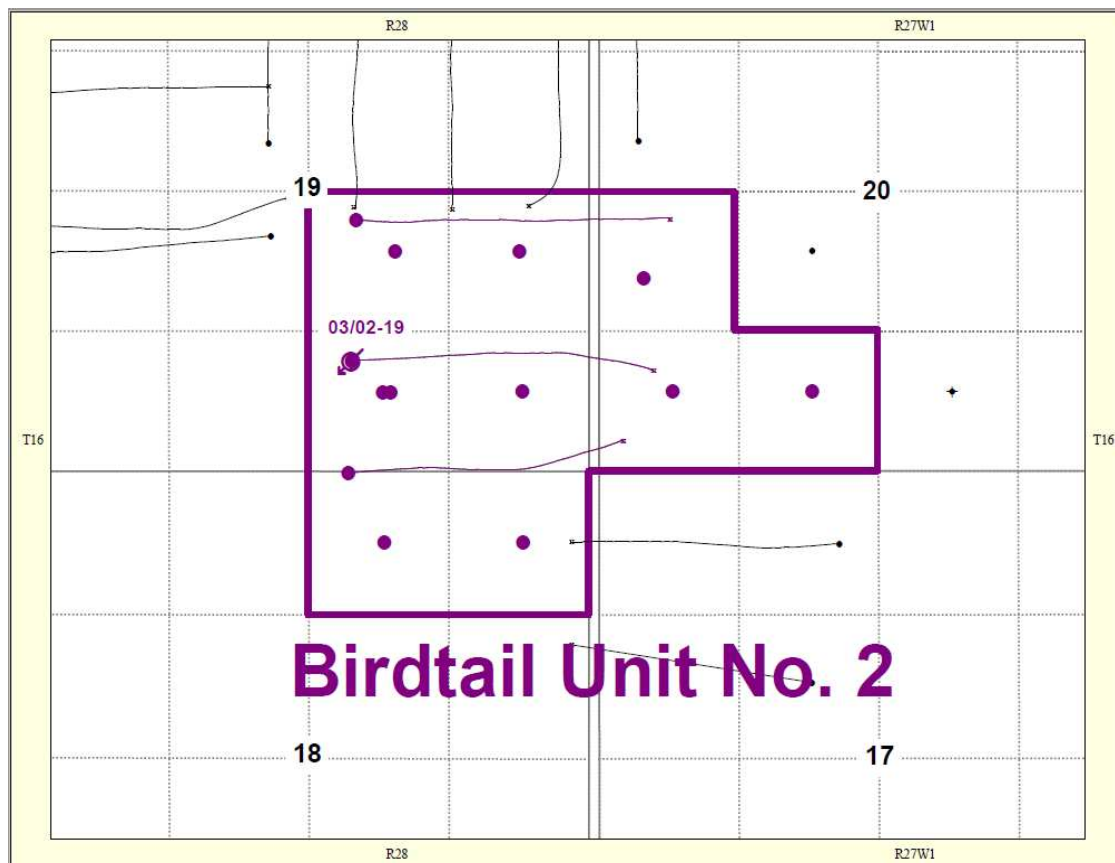 R28 R27W1
19 20
03/02-19
T16 T16
Birdtail Unit No. 2
18 17
R28 R27W1